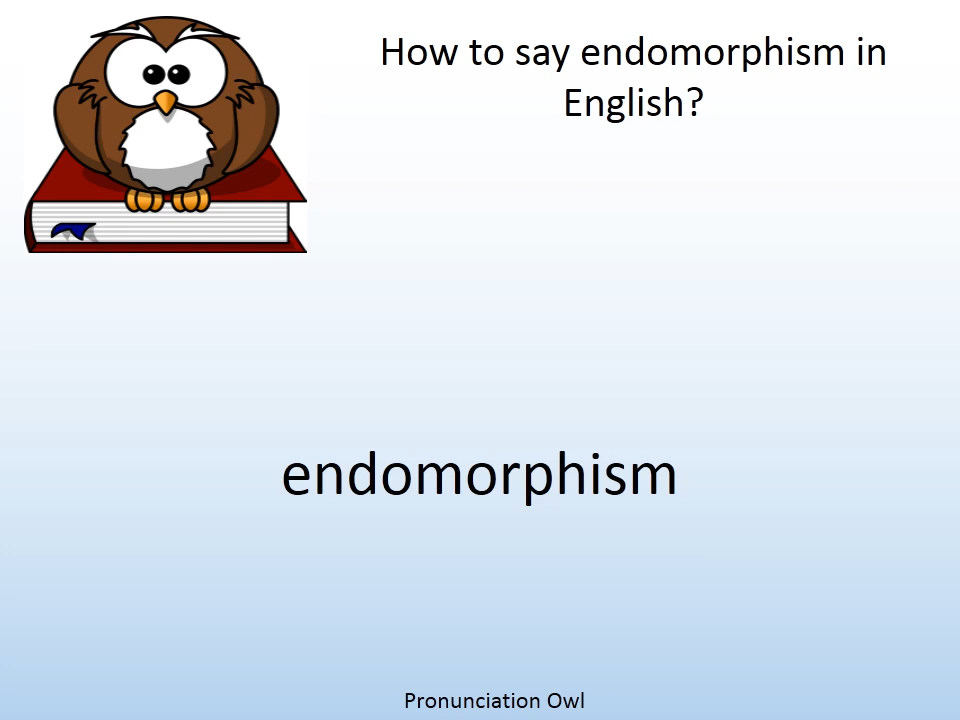 How to say endomorphism in
English?
endomorphism
Pronunciation Owl